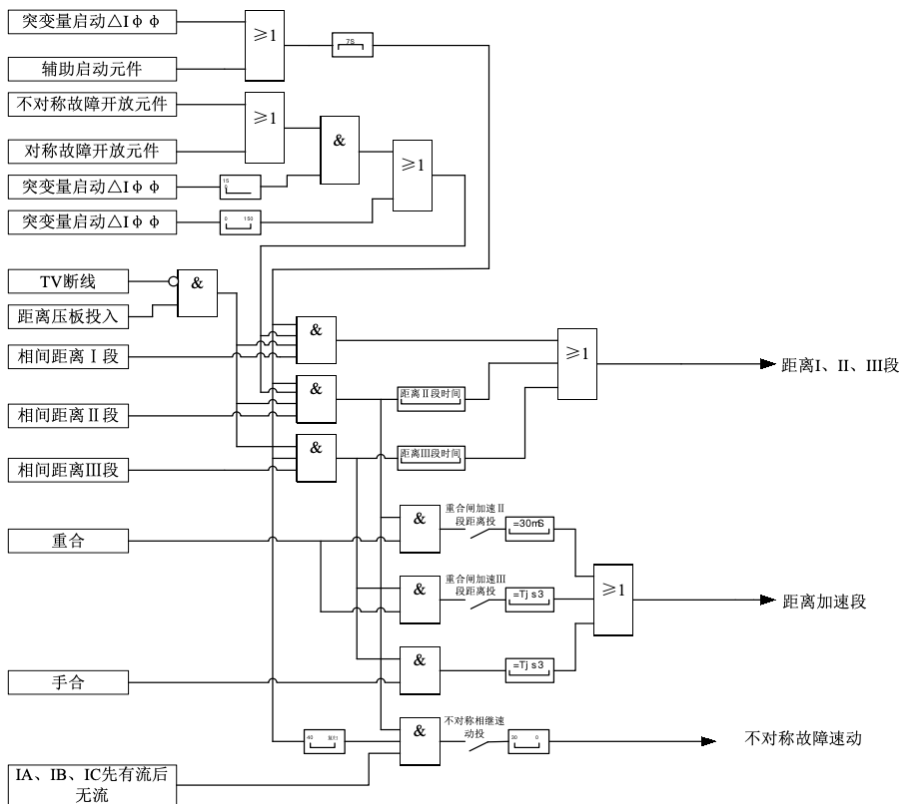 突变量启动△Iφφ
≥1
7S
辅助启动元件
不对称故障开放元件
≥1
&
对称故障开放元件
≥1
突变量启动△Iφφ
0
突变量启动△Iφφ
0 150
TV断线
&
距离压板投入
相间距离Ⅰ段
&
≥1
距离I、II、III段
相间距离Ⅱ段
&
距离Ⅱ段时间
相间距离Ⅲ段
&
距离Ⅲ段时间
重合
&
重合闸加速Ⅱ
段距离投
=30mS
&
重合闸加速Ⅲ
段距离投
=Tjs3
≥1
距离加速段
手合
&
=Tjs3
40
&
不对称相继速
动投
30 0
不对称故障速动
IA、IB、IC先有流后
无流